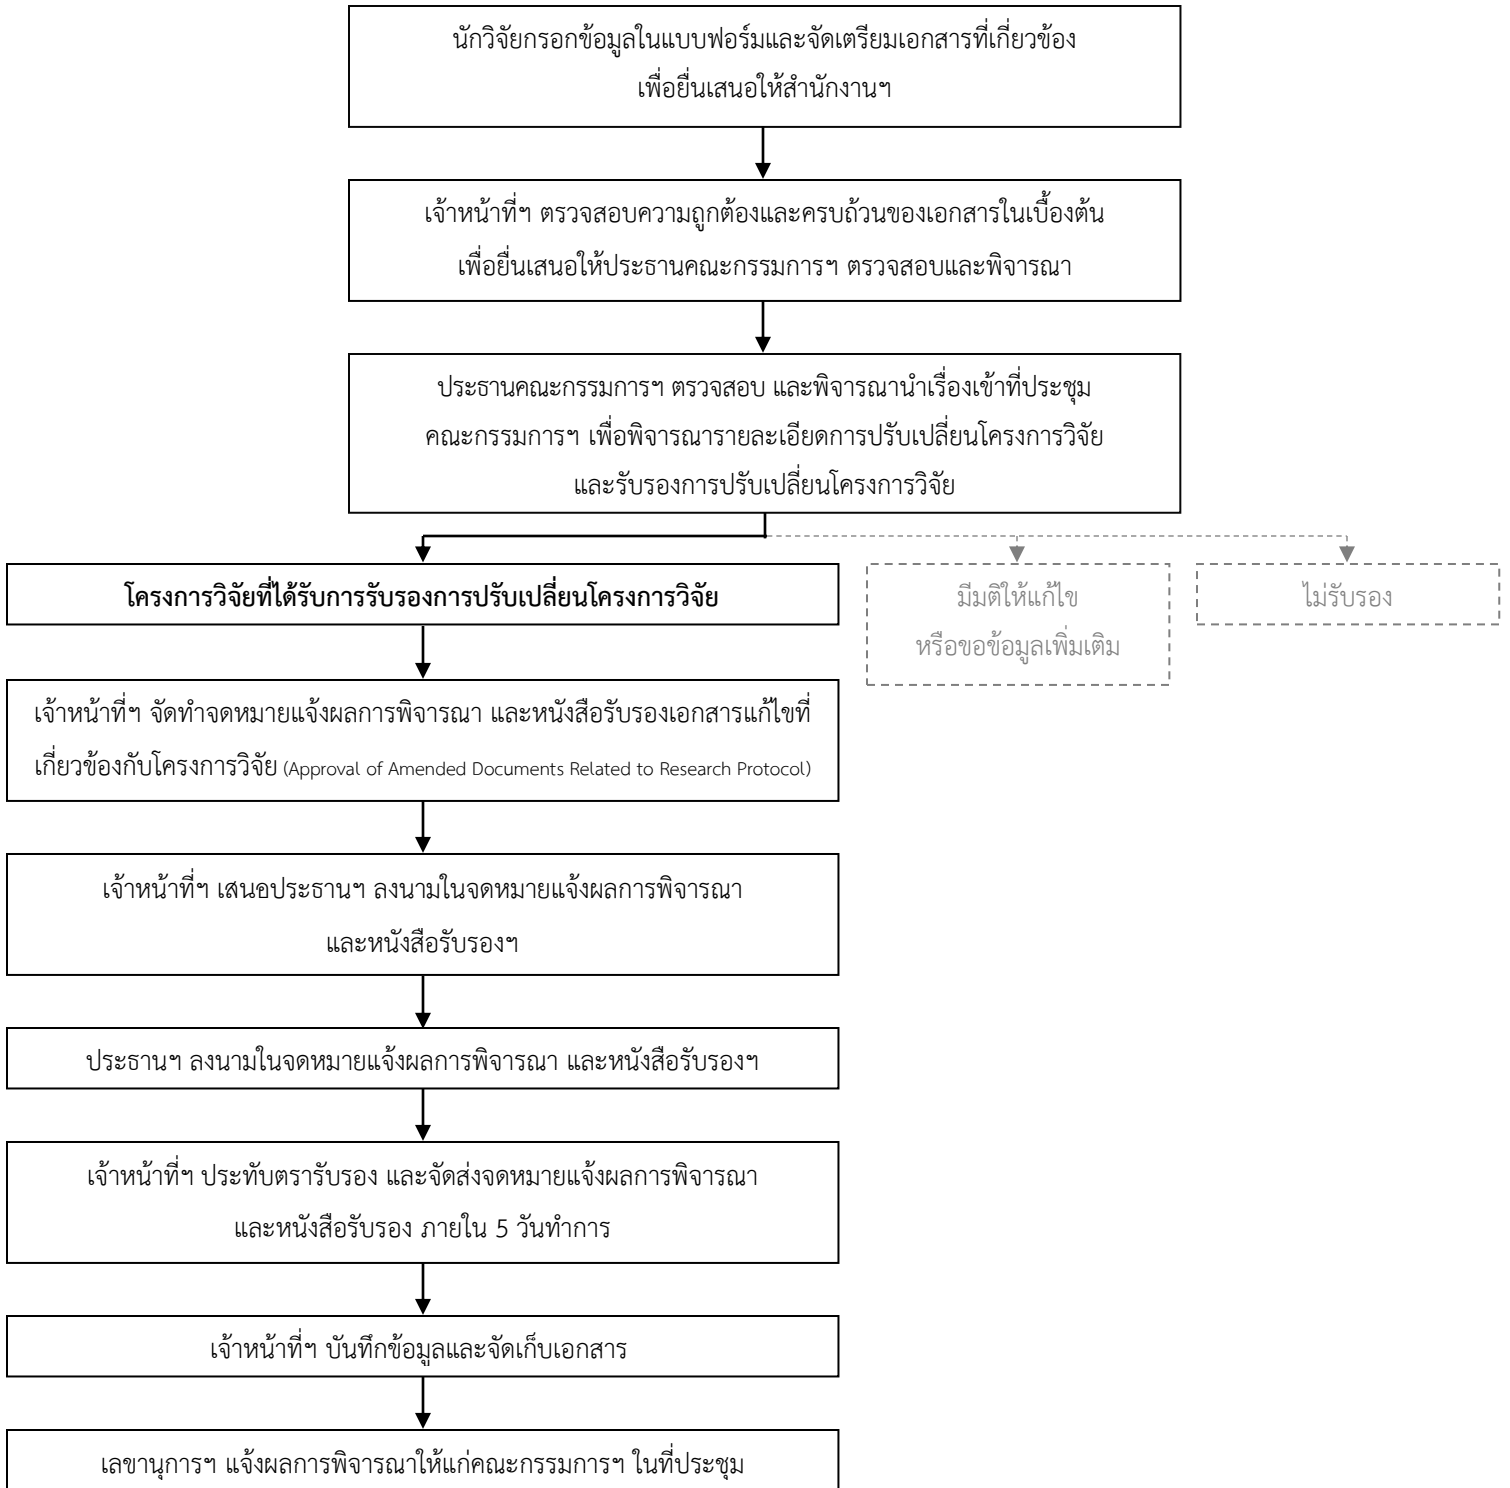 นักวิจัยกรอกข้อมูลในแบบฟอร์มและจัดเตรียมเอกสารที่เกี่ยวข้อง
เพื่อยื่นเสนอให้สำนักงานฯ
เจ้าหน้าที่ฯ ตรวจสอบความถูกต้องและครบถ้วนของเอกสารในเบื้องต้น
เพื่อยื่นเสนอให้ประธานคณะกรรมการฯ ตรวจสอบและพิจารณา
ประธานคณะกรรมการฯ ตรวจสอบ และพิจารณานำเรื่องเข้าที่ประชุม
คณะกรรมการฯ เพื่อพิจารณารายละเอียดการปรับเปลี่ยนโครงการวิจัย
และรับรองการปรับเปลี่ยนโครงการวิจัย
โครงการวิจัยที่ได้รับการรับรองการปรับเปลี่ยนโครงการวิจัย
มีมติให้แก้ไข
หรือขอข้อมูลเพิ่มเติม
ไม่รับรอง
เจ้าหน้าที่ฯ จัดทำจดหมายแจ้งผลการพิจารณา และหนังสือรับรองเอกสารแก้ไขที่
เกี่ยวข้องกับโครงการวิจัย (Approval of Amended Documents Related to Research Protocol)
เจ้าหน้าที่ฯ เสนอประธานฯ ลงนามในจดหมายแจ้งผลการพิจารณา
และหนังสือรับรองฯ
ประธานฯ ลงนามในจดหมายแจ้งผลการพิจารณา และหนังสือรับรองฯ
เจ้าหน้าที่ฯ ประทับตรารับรอง และจัดส่งจดหมายแจ้งผลการพิจารณา
และหนังสือรับรอง ภายใน 5 วันทำการ
เจ้าหน้าที่ฯ บันทึกข้อมูลและจัดเก็บเอกสาร
เลขานุการฯ แจ้งผลการพิจารณาให้แก่คณะกรรมการฯ ในที่ประชุม